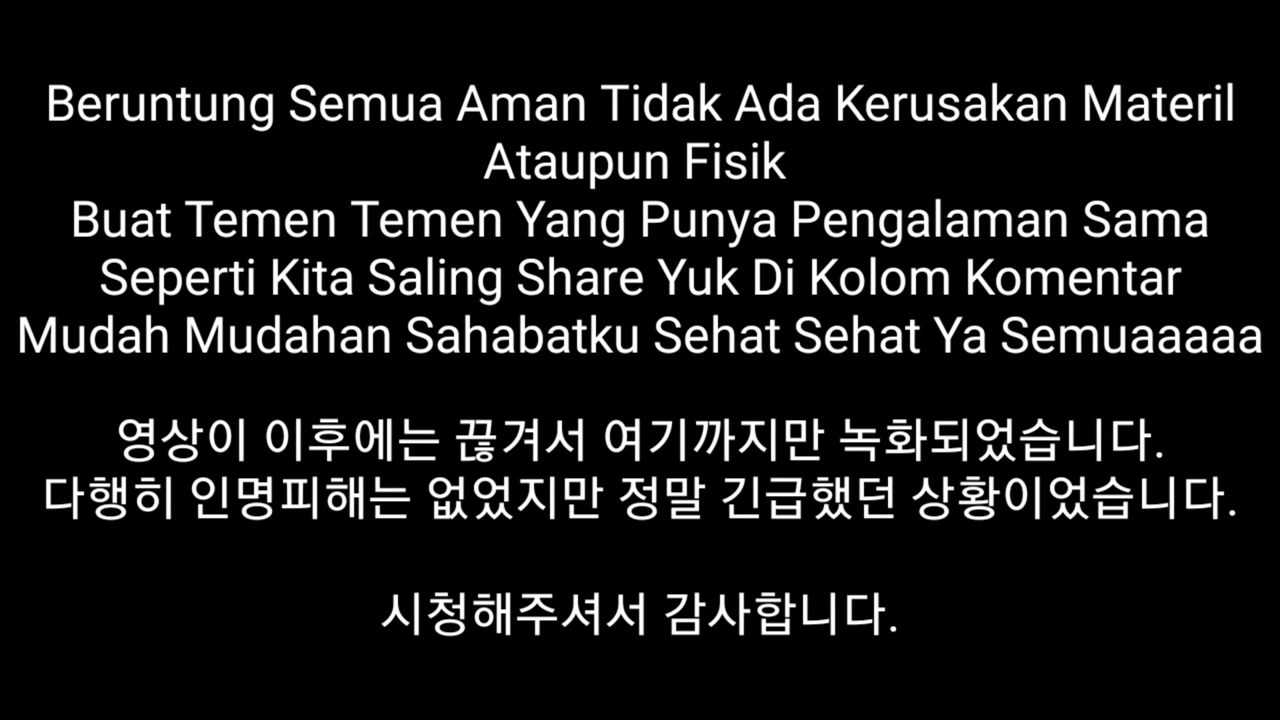 Beruntung Semua Aman Tidak Ada Kerusakan Materil
Ataupun Fisik
Buat Temen Temen Yang Punya Pengalaman Sama
Seperti Kita Saling Share Yuk Di Kolom Komentar
Mudah Mudahan Sahabatku Sehat Sehat Ya Semuaaaaa
영상이 이후에는 끊겨서 여기까지만 녹화되었습니다.
다행히 인명피해는 없었지만 정말 긴급했던 상황이었습니다.
시청해주셔서 감사합니다.